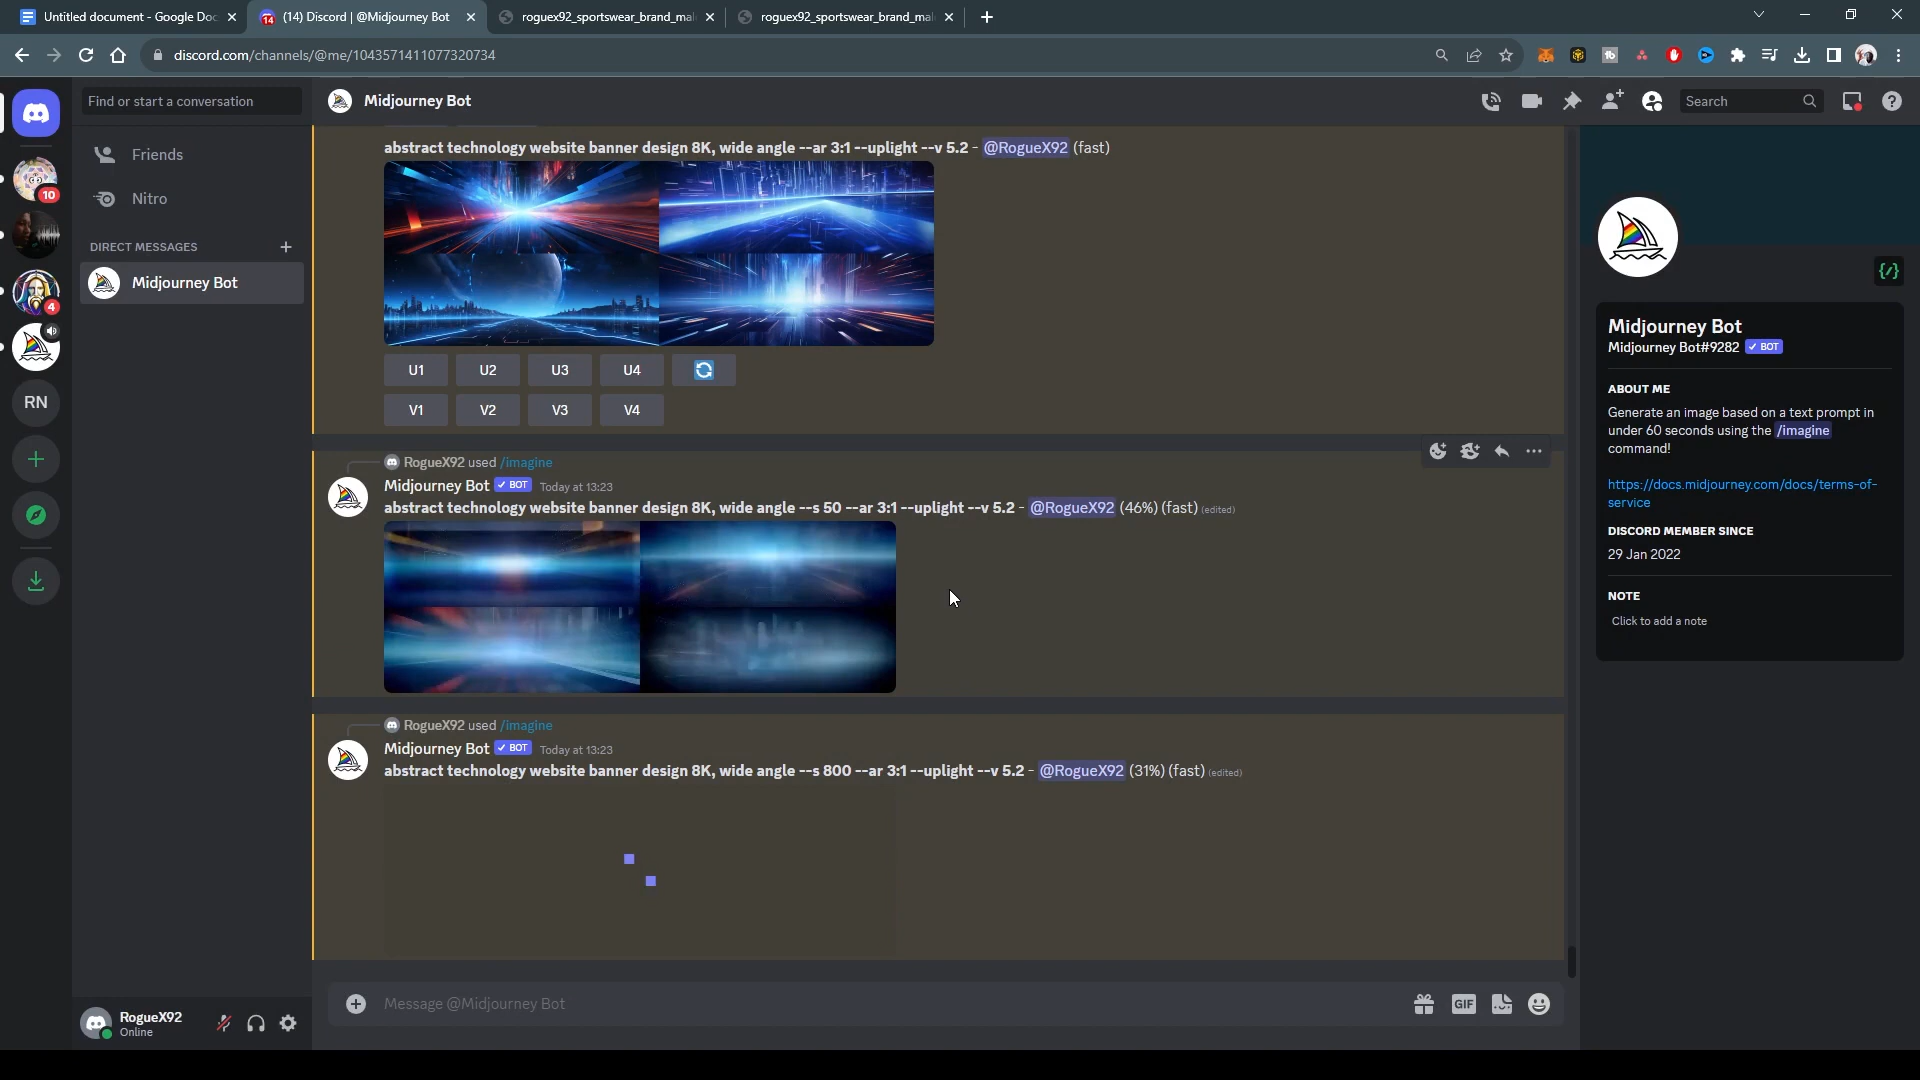 Untitled document - Google Doc
(14) Discord | @Midjourney Bot
roguex92_sportswear_brand_mal
roguex92_sportswear_brand_mal
discord.com/channels/@me/1043571411077320734
Find or start a conversation
Midjourney Bot
Search
Friends
Nitro
DIRECT MESSAGES
Midjourney Bot
10
4
RN
abstract technology website banner design 8K, wide angle --ar 3:1 --uplight --v 5.2 - @RogueX92 (fast)
U1 U2 U3 U4
V1 V2 V3 V4
RogueX92 used /imagine
Midjourney Bot ✓ BOT Today at 13:23
abstract technology website banner design 8K, wide angle --s 50 --ar 3:1 --uplight --v 5.2 - @RogueX92 (46%) (fast) (edited)
RogueX92 used /imagine
Midjourney Bot ✓ BOT Today at 13:23
abstract technology website banner design 8K, wide angle --s 800 --ar 3:1 --uplight --v 5.2 - @RogueX92 (31%) (fast) (edited)
Message @Midjourney Bot
GIF
RogueX92
Online
Midjourney Bot
Midjourney Bot#9282 ✓ BOT
ABOUT ME
Generate an image based on a text prompt in
under 60 seconds using the /imagine
command!
https://docs.midjourney.com/docs/terms-of-
service
DISCORD MEMBER SINCE
29 Jan 2022
NOTE
Click to add a note